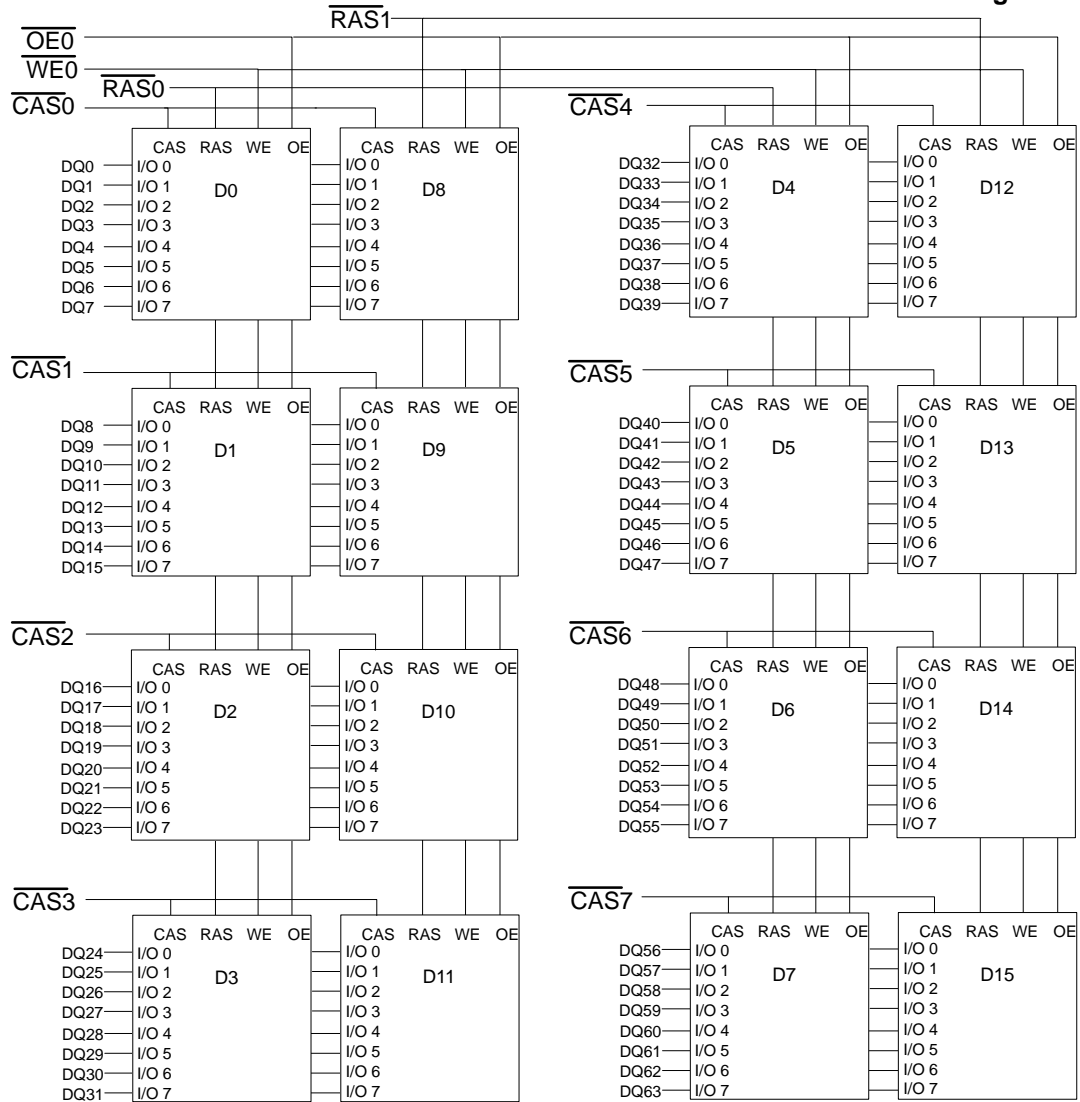 g
RAS1
OE0
WE0
RAS0
CAS0
CAS RAS WE OE
DQ0 I/O 0
DQ1 I/O 1
DQ2 I/O 2
DQ3 I/O 3
DQ4 I/O 4
DQ5 I/O 5
DQ6 I/O 6
DQ7 I/O 7
D0
CAS RAS WE OE
I/O 0
I/O 1
I/O 2
I/O 3
I/O 4
I/O 5
I/O 6
I/O 7
D8
CAS4
CAS RAS WE OE
DQ32 I/O 0
DQ33 I/O 1
DQ34 I/O 2
DQ35 I/O 3
DQ36 I/O 4
DQ37 I/O 5
DQ38 I/O 6
DQ39 I/O 7
D4
CAS RAS WE OE
I/O 0
I/O 1
I/O 2
I/O 3
I/O 4
I/O 5
I/O 6
I/O 7
D12
CAS1
CAS RAS WE OE
DQ8 I/O 0
DQ9 I/O 1
DQ10 I/O 2
DQ11 I/O 3
DQ12 I/O 4
DQ13 I/O 5
DQ14 I/O 6
DQ15 I/O 7
D1
CAS RAS WE OE
I/O 0
I/O 1
I/O 2
I/O 3
I/O 4
I/O 5
I/O 6
I/O 7
D9
CAS5
CAS RAS WE OE
DQ40 I/O 0
DQ41 I/O 1
DQ42 I/O 2
DQ43 I/O 3
DQ44 I/O 4
DQ45 I/O 5
DQ46 I/O 6
DQ47 I/O 7
D5
CAS RAS WE OE
I/O 0
I/O 1
I/O 2
I/O 3
I/O 4
I/O 5
I/O 6
I/O 7
D13
CAS2
CAS RAS WE OE
DQ16 I/O 0
DQ17 I/O 1
DQ18 I/O 2
DQ19 I/O 3
DQ20 I/O 4
DQ21 I/O 5
DQ22 I/O 6
DQ23 I/O 7
D2
CAS RAS WE OE
I/O 0
I/O 1
I/O 2
I/O 3
I/O 4
I/O 5
I/O 6
I/O 7
D10
CAS6
CAS RAS WE OE
DQ48 I/O 0
DQ49 I/O 1
DQ50 I/O 2
DQ51 I/O 3
DQ52 I/O 4
DQ53 I/O 5
DQ54 I/O 6
DQ55 I/O 7
D6
CAS RAS WE OE
I/O 0
I/O 1
I/O 2
I/O 3
I/O 4
I/O 5
I/O 6
I/O 7
D14
CAS3
CAS RAS WE OE
DQ24 I/O 0
DQ25 I/O 1
DQ26 I/O 2
DQ27 I/O 3
DQ28 I/O 4
DQ29 I/O 5
DQ30 I/O 6
DQ31 I/O 7
D3
CAS RAS WE OE
I/O 0
I/O 1
I/O 2
I/O 3
I/O 4
I/O 5
I/O 6
I/O 7
D11
CAS7
CAS RAS WE OE
DQ56 I/O 0
DQ57 I/O 1
DQ58 I/O 2
DQ59 I/O 3
DQ60 I/O 4
DQ61 I/O 5
DQ62 I/O 6
DQ63 I/O 7
D7
CAS RAS WE OE
I/O 0
I/O 1
I/O 2
I/O 3
I/O 4
I/O 5
I/O 6
I/O 7
D15